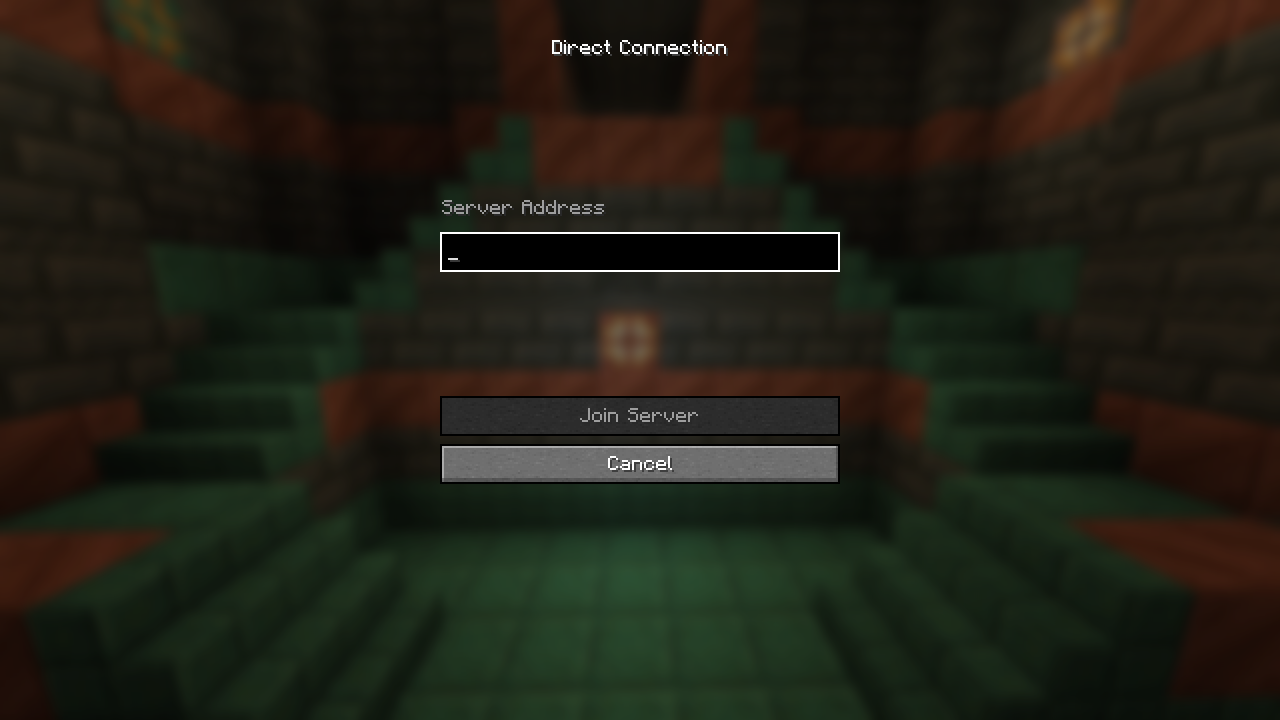 Direct Connection
Server Address
_
Join Server
Cancel